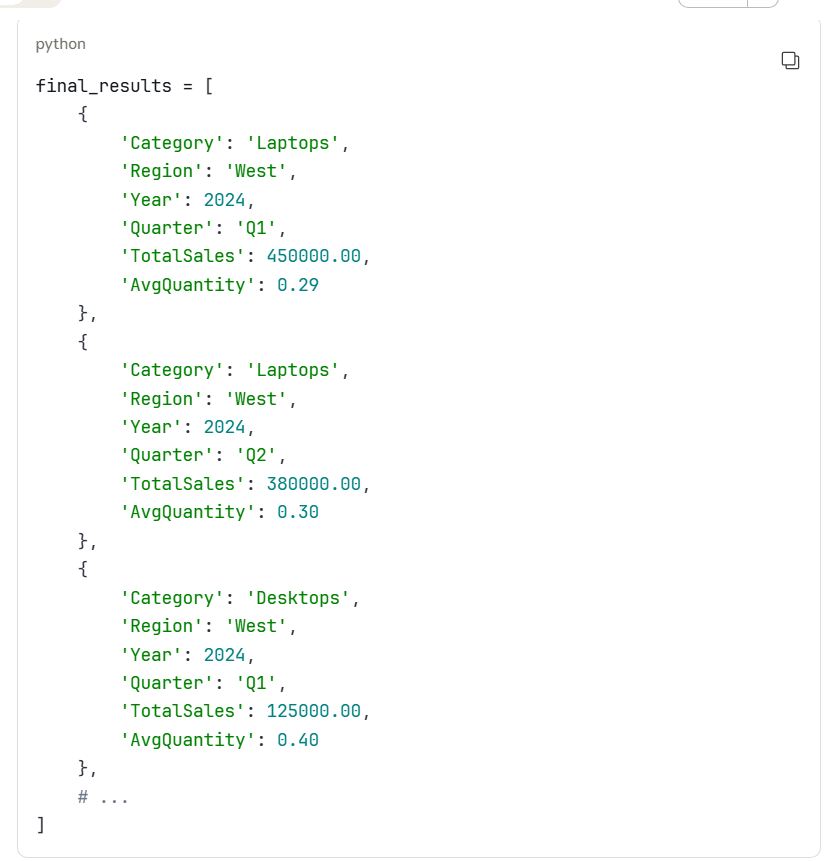 python
final_results = [
    {
        'Category': 'Laptops',
        'Region': 'West',
        'Year': 2024,
        'Quarter': 'Q1',
        'TotalSales': 450000.00,
        'AvgQuantity': 0.29
    },
    {
        'Category': 'Laptops',
        'Region': 'West',
        'Year': 2024,
        'Quarter': 'Q2',
        'TotalSales': 380000.00,
        'AvgQuantity': 0.30
    },
    {
        'Category': 'Desktops',
        'Region': 'West',
        'Year': 2024,
        'Quarter': 'Q1',
        'TotalSales': 125000.00,
        'AvgQuantity': 0.40
    },
    # ...
]